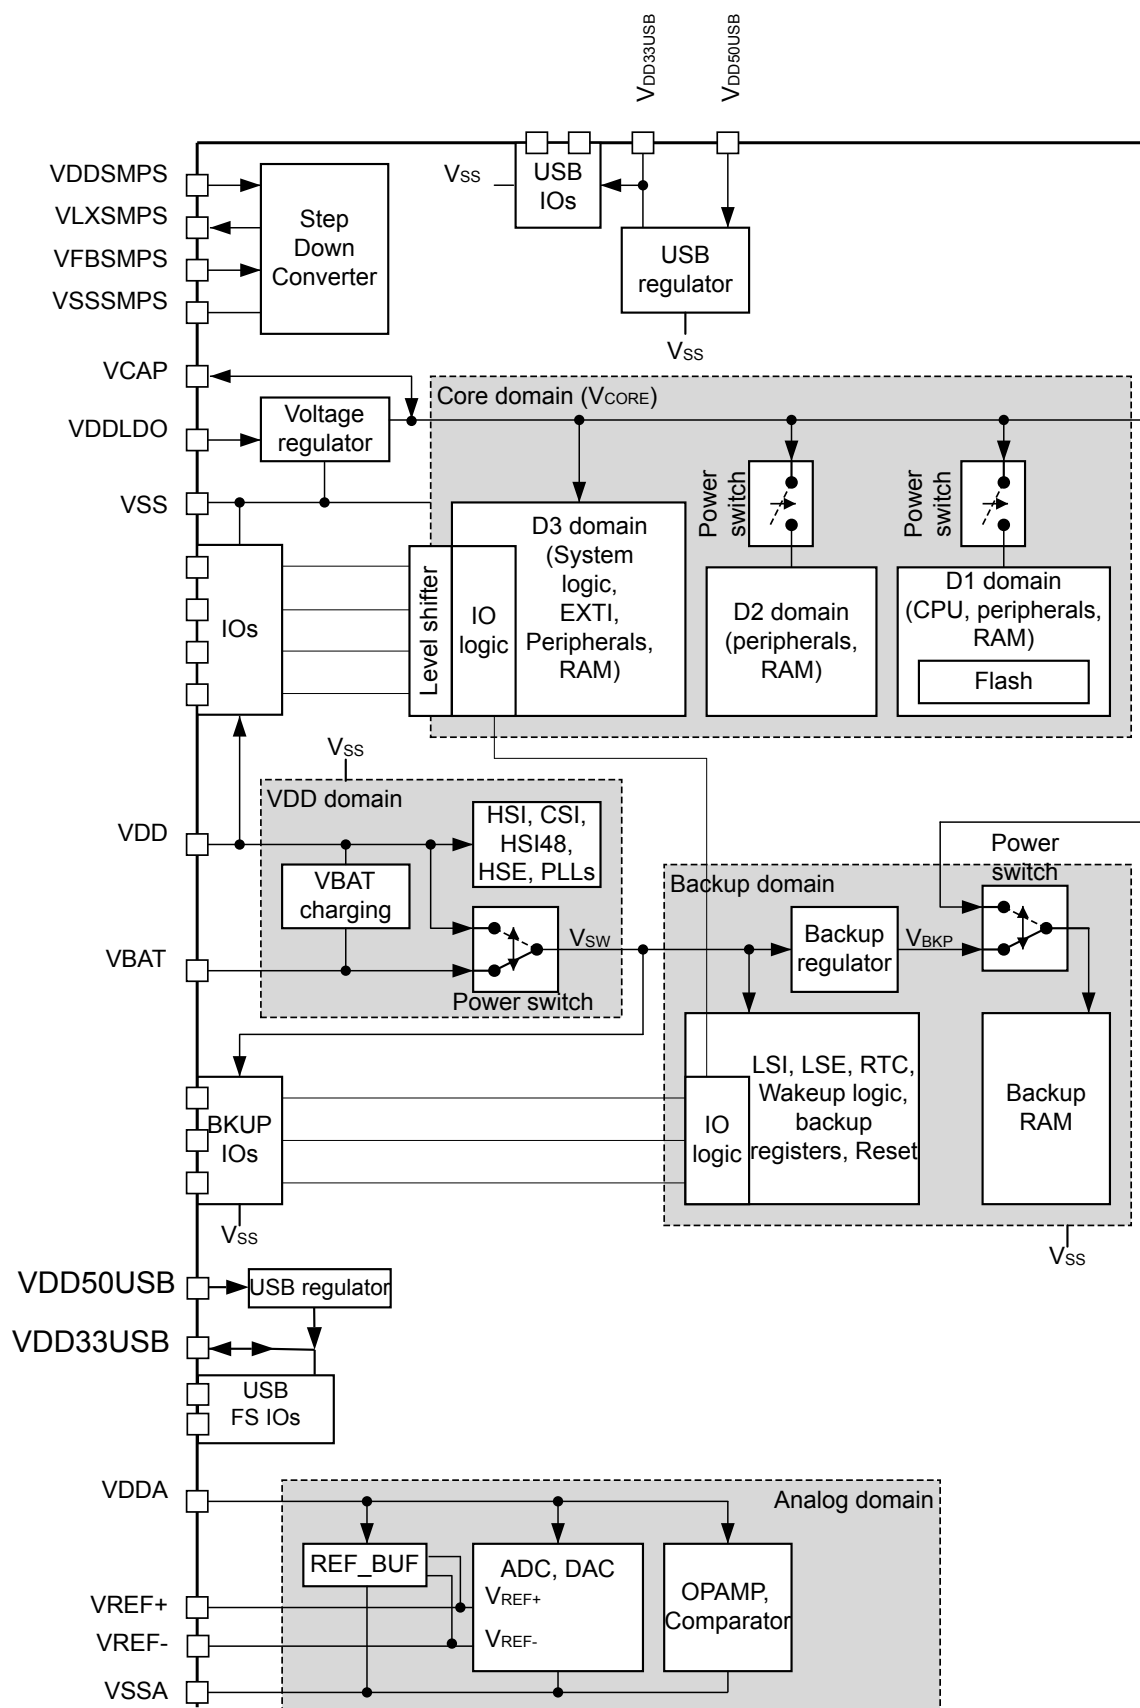 VDD33USB
VDD50USB
VDDSMPS
VLXSMPS
VFBSMPS
VSSSMPS
Step
Down
Converter
VSS
USB
IOs
USB
regulator
VSS
VCAP
VDDLDO
VSS
Voltage
regulator
Core domain (VCORE)
Power
switch
Power
switch
IOs
Level shifter
IO
logic
D3 domain
(System
logic,
EXTI,
Peripherals,
RAM)
D2 domain
(peripherals,
RAM)
D1 domain
(CPU, peripherals,
RAM)
Flash
VSS
VDD domain
VDD
HSI, CSI,
HSI48,
HSE, PLLs
VBAT
charging
VBAT
VSW
Power switch
Backup domain
Power
switch
Backup
regulator
VBKP
BKUP
IOs
VSS
IO
logic
LSI, LSE, RTC,
Wakeup logic,
backup
registers, Reset
Backup
RAM
VSS
VDD50USB
USB regulator
VDD33USB
USB
FS IOs
VDDA
Analog domain
REF_BUF
ADC, DAC
VREF+
VREF-
OPAMP,
Comparator
VREF+
VREF-
VSSA